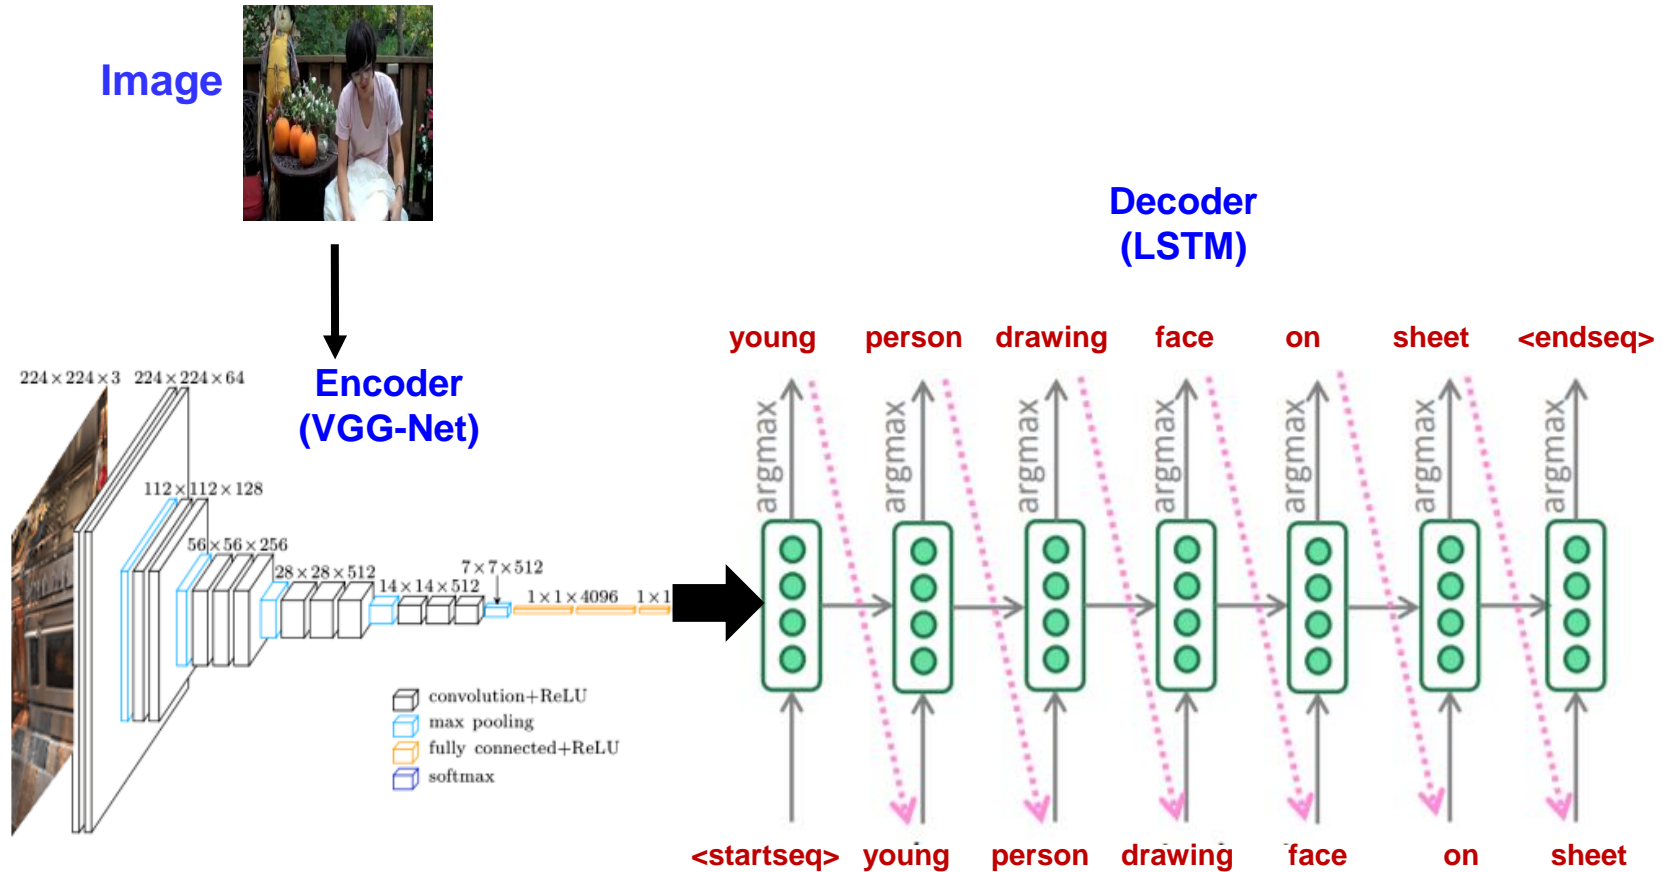 Image
Encoder
(VGG-Net)
224×224×3 224×224×64
112×112×128
56×56×256
28×28×512
14×14×512
7×7×512
1×1×4096 1×1
convolution+ReLU
max pooling
fully connected+ReLU
softmax
Decoder
(LSTM)
young person drawing face on sheet <endseq>
argmax argmax argmax argmax argmax argmax argmax
<startseq> young person drawing face on sheet